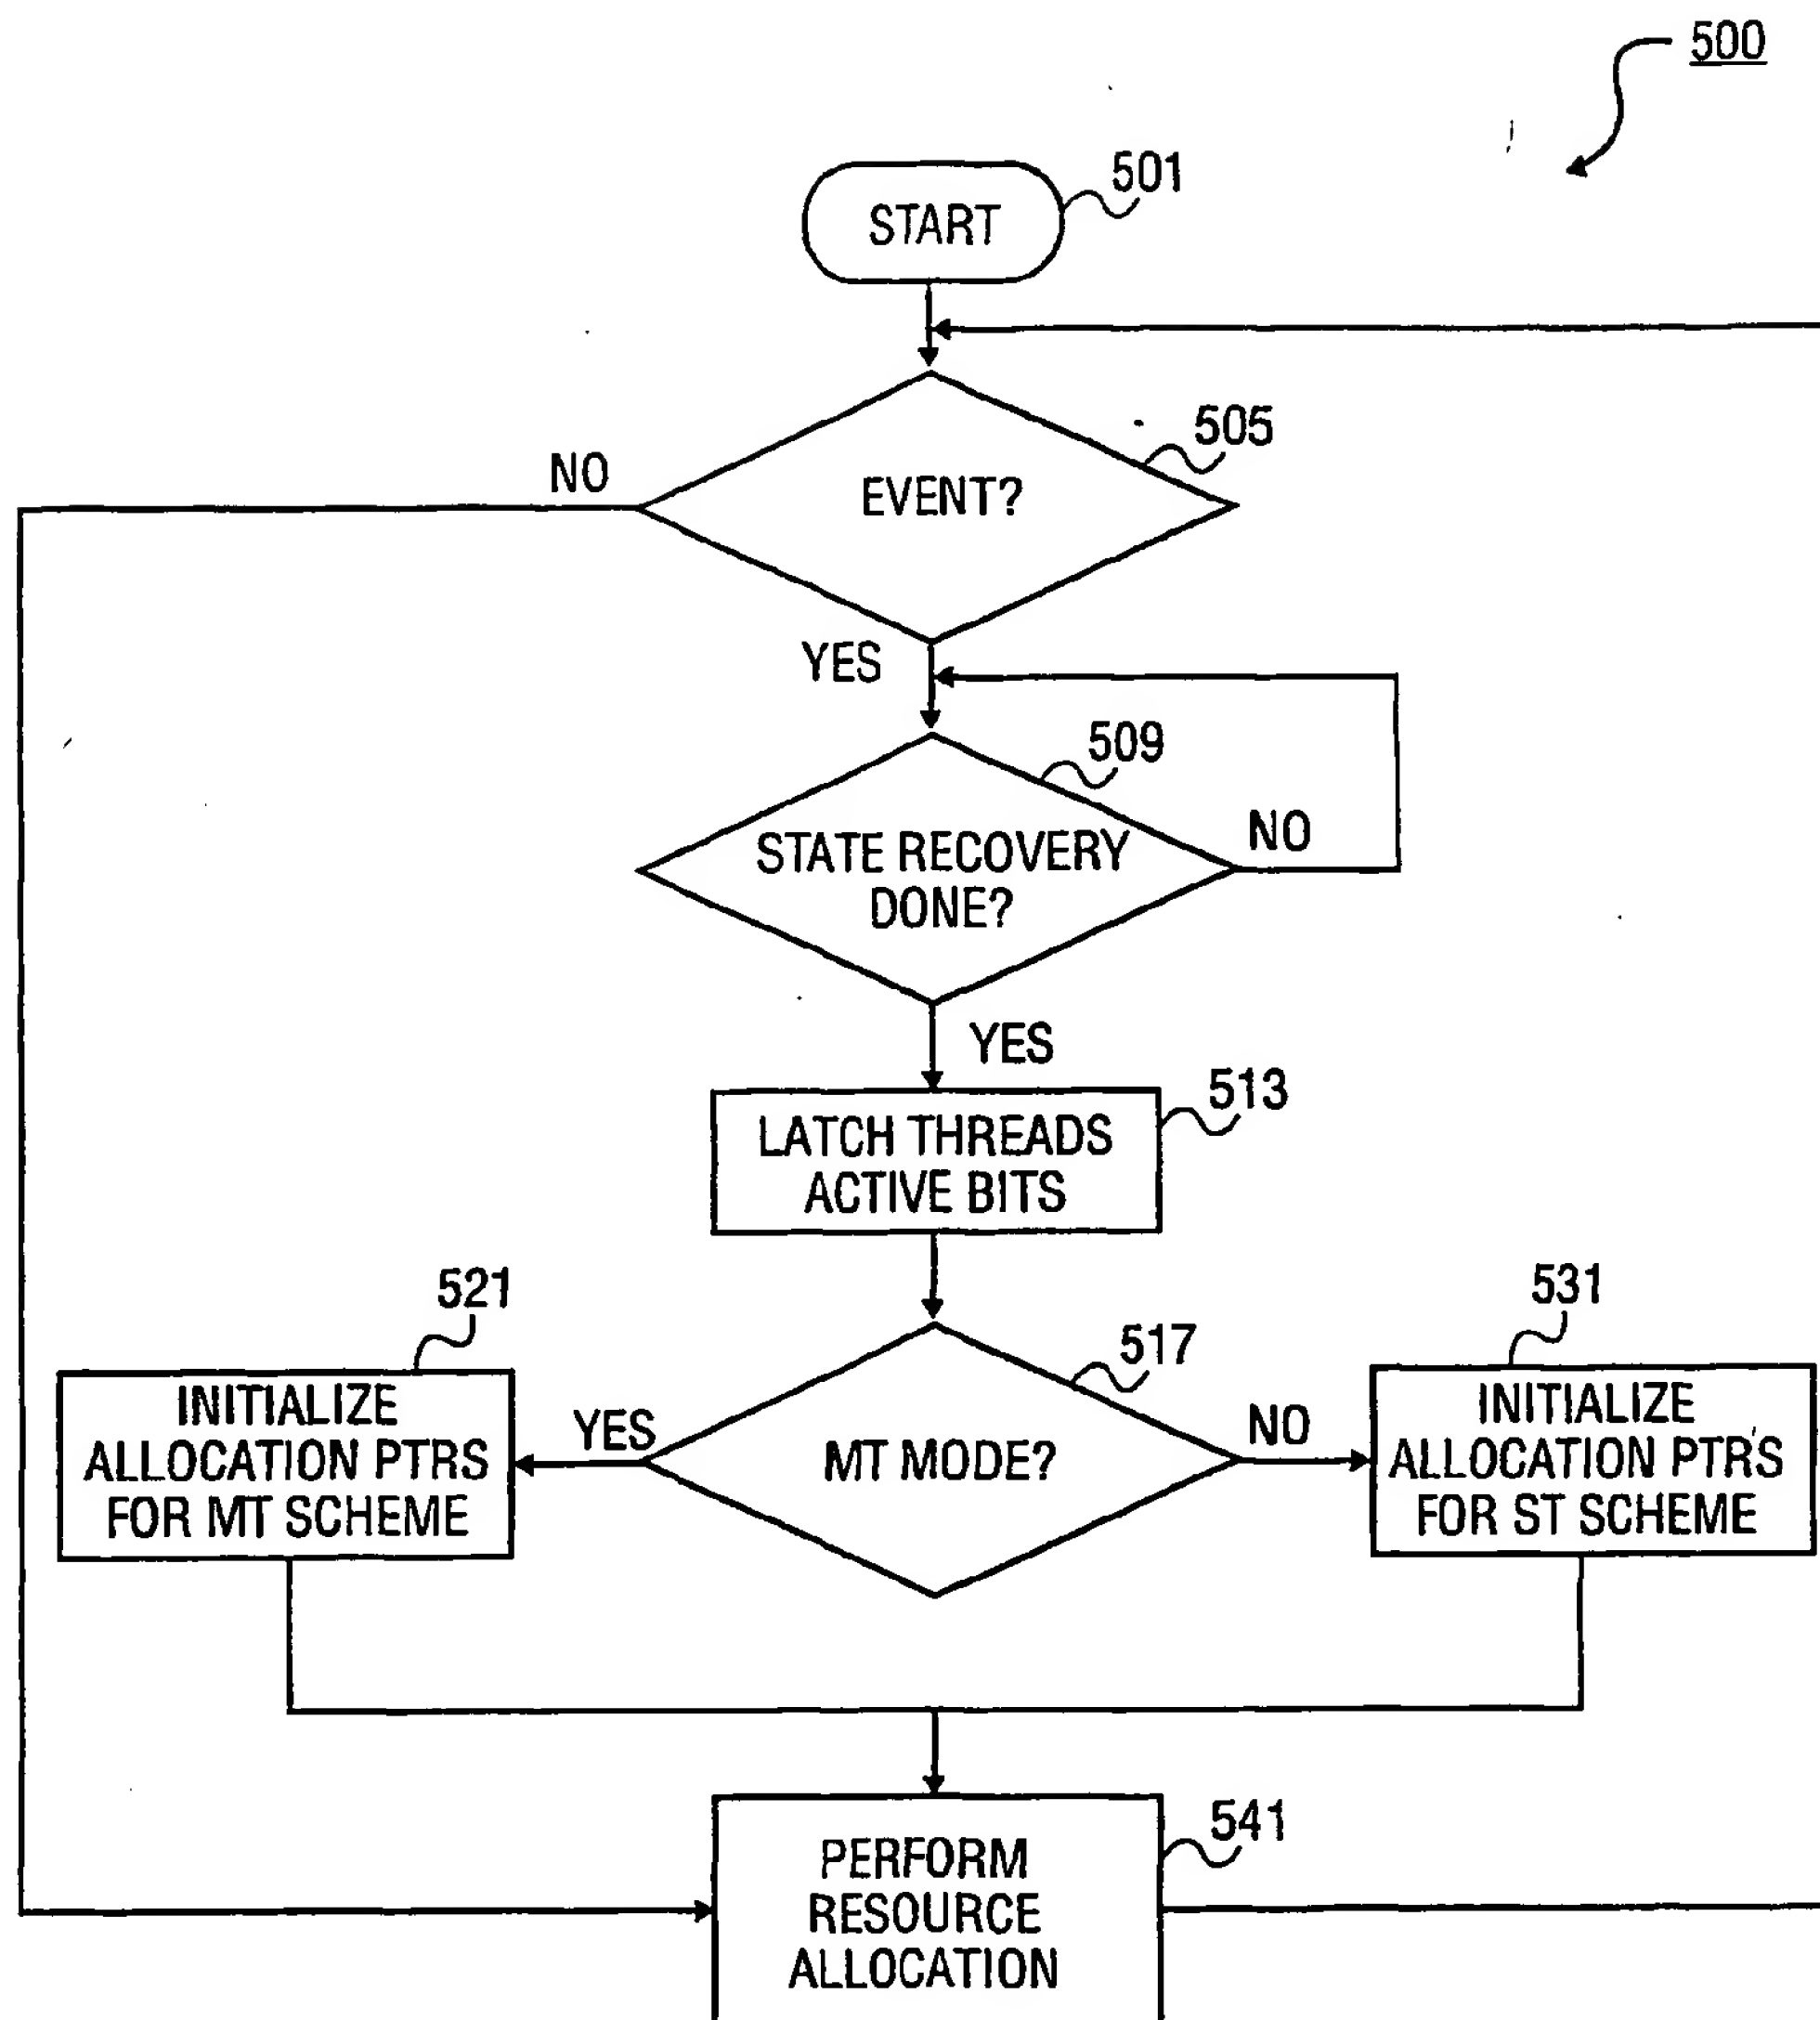 500
501
START
505
NO
EVENT?
YES
509
STATE RECOVERY
DONE?
NO
YES
513
LATCH THREADS
ACTIVE BITS
521
531
517
INITIALIZE
ALLOCATION PTRS
FOR MT SCHEME
YES
MT MODE?
NO
INITIALIZE
ALLOCATION PTRS
FOR ST SCHEME
541
PERFORM
RESOURCE
ALLOCATION